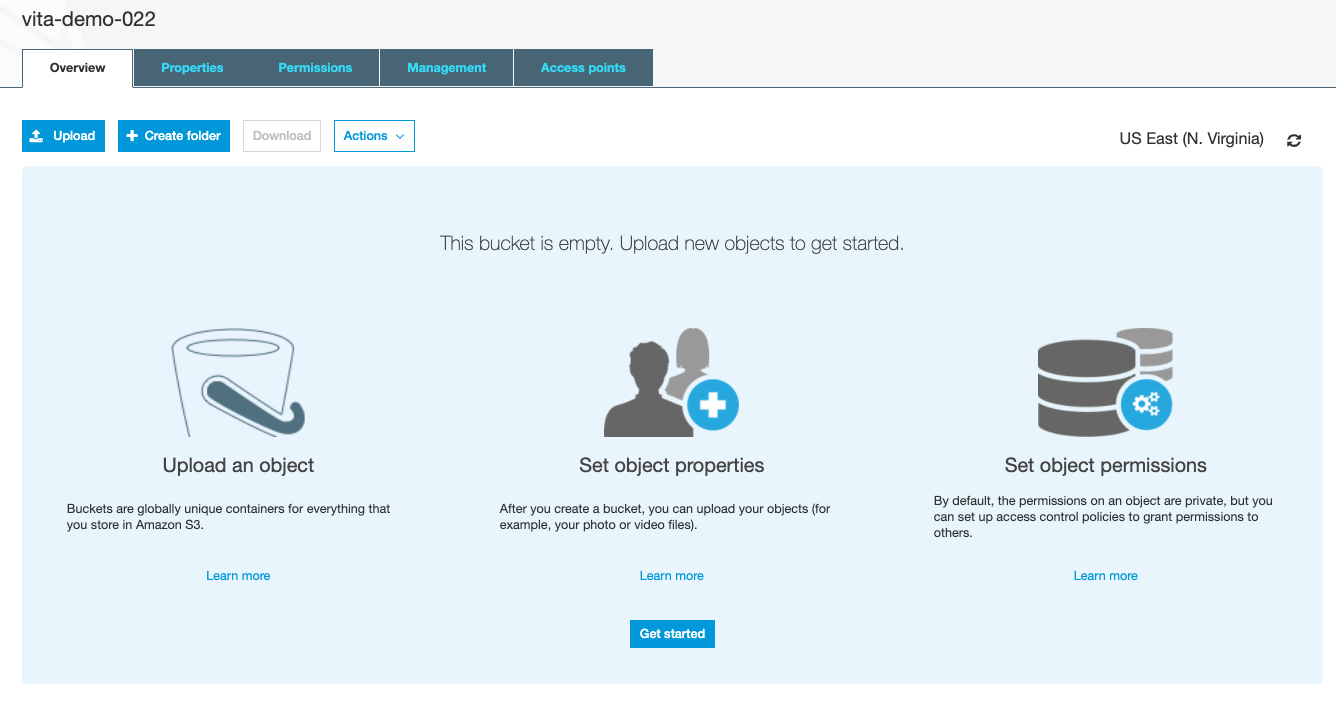 vita-demo-022
Overview Properties Permissions Management Access points
Upload Create folder Download Actions US East (N. Virginia)
This bucket is empty. Upload new objects to get started.
Upload an object
Buckets are globally unique containers for everything that
you store in Amazon S3.
Learn more
Set object properties
After you create a bucket, you can upload your objects (for
example, your photo or video files).
Learn more
Set object permissions
By default, the permissions on an object are private, but you
can set up access control policies to grant permissions to
others.
Learn more
Get started